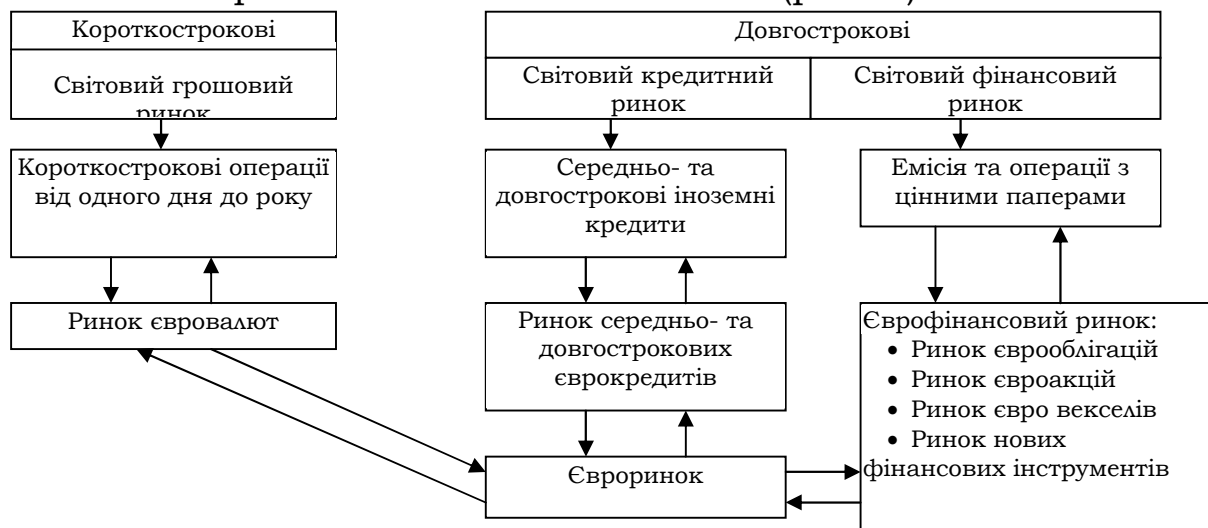 Короткострокові
Світовий грошовий
ринок
Довгострокові
Світовий кредитний
ринок
Світовий фінансовий
ринок
Короткострокові операції
від одного дня до року
Середньо- та
довгострокові іноземні
кредити
Емісія та операції з
цінними паперами
Ринок євровалют
Ринок середньо- та
довгострокових
єврокредитів
Єврофінансовий ринок:
• Ринок єврооблігацій
• Ринок євроакцій
• Ринок євро векселів
• Ринок нових
фінансових інструментів
Євроринок